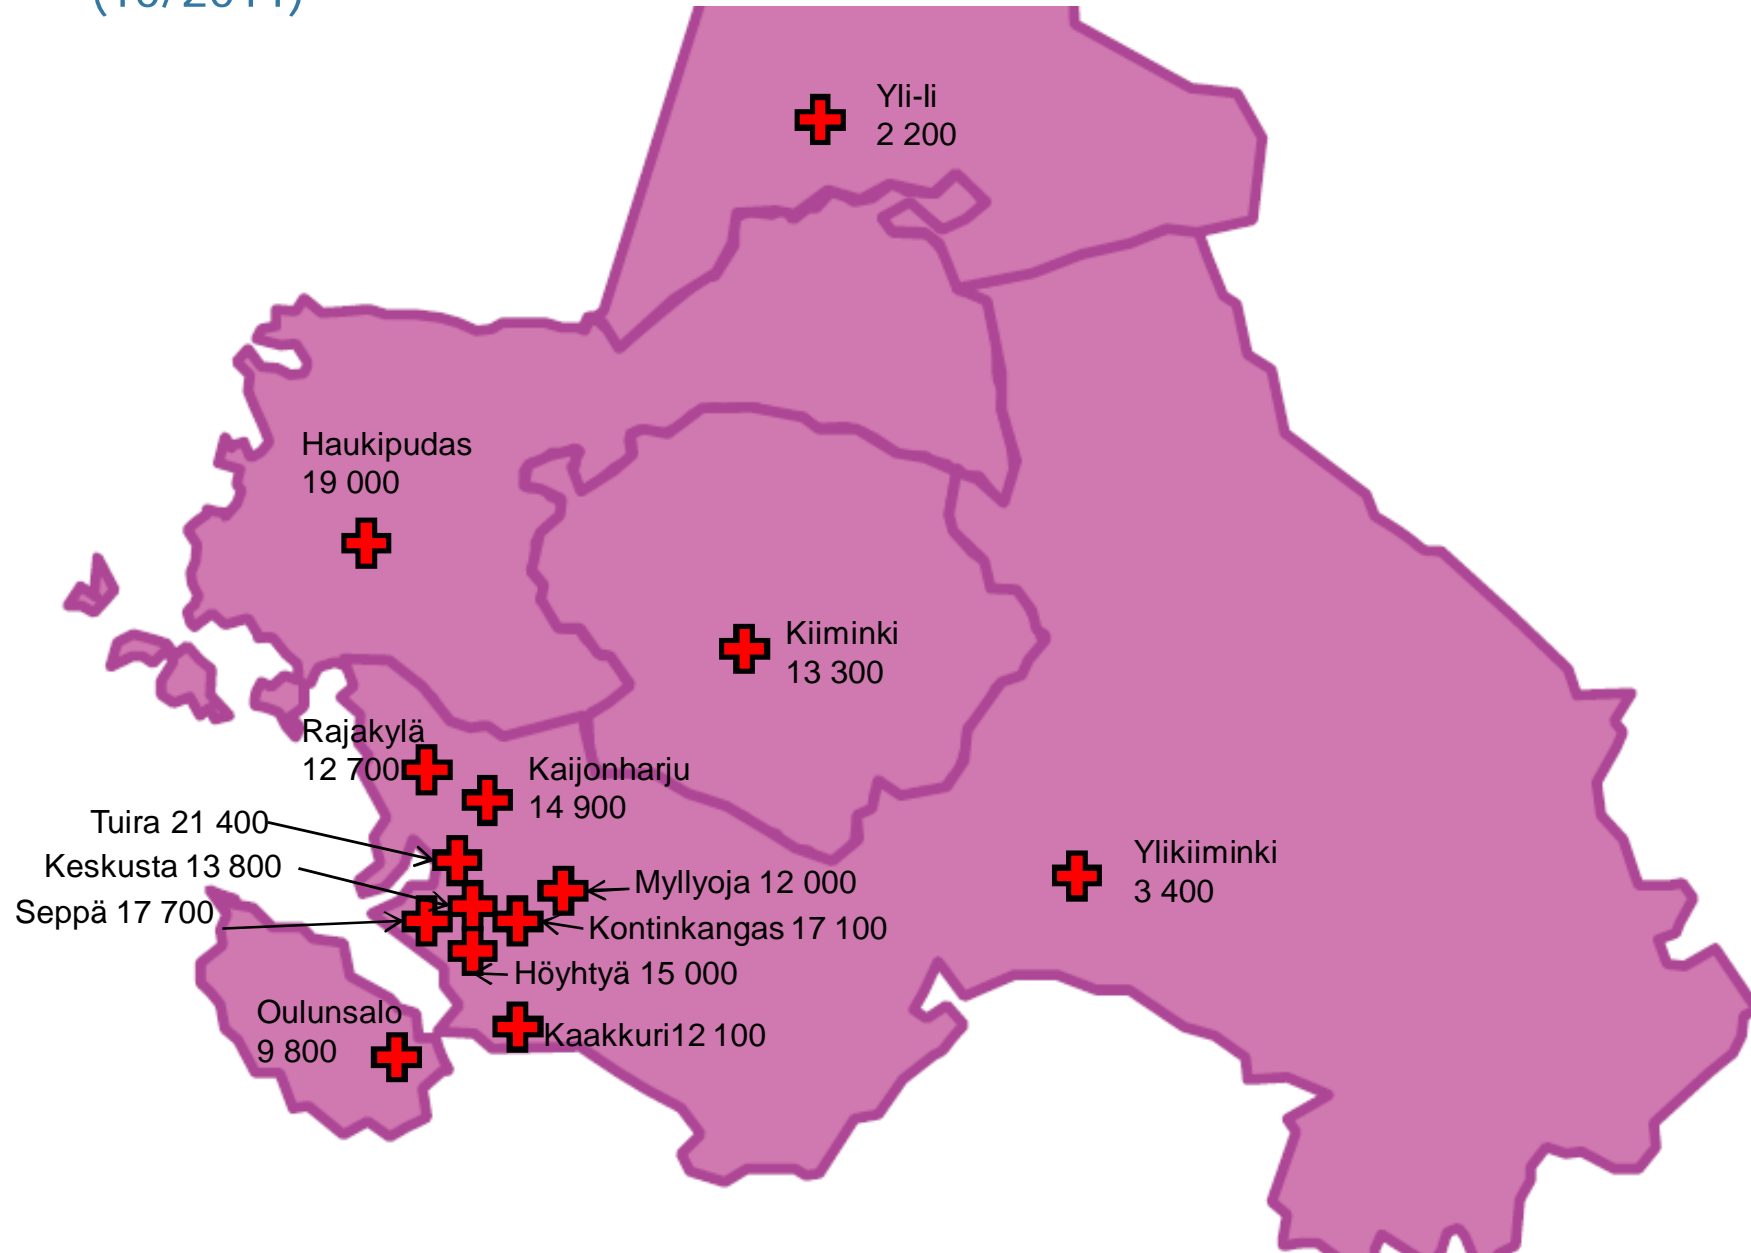 Yli-Ii
2 200
Haukipudas
19 000
Kiiminki
13 300
Rajakylä
12 700
Kaijonharju
14 900
Tuira 21 400
Keskusta 13 800
Seppä 17 700
Myllyoja 12 000
Kontinkangas 17 100
Höyhtyä 15 000
Ylikiiminki
3 400
Oulunsalo
9 800
Kaakkuri12 100